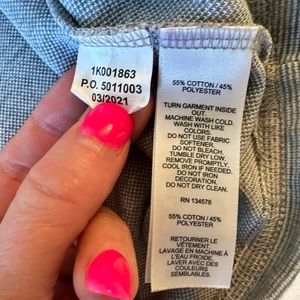 1K001863
P.O. 5011003
03/2021
55% COTTON / 45%
POLYESTER
TURN GARMENT INSIDE
OUT.
MACHINE WASH COLD.
WASH WITH LIKE
COLORS.
DO NOT USE FABRIC
SOFTENER.
DO NOT BLEACH.
TUMBLE DRY LOW.
REMOVE PROMPTLY.
COOL IRON IF NEEDED.
DO NOT IRON
DECORATION.
DO NOT DRY CLEAN.
RN 134578
55% COTTON / 45%
POLYESTER
RETOURNER LE
VÊTEMENT.
LAVAGE EN MACHINE À
L'EAU FROIDE.
LAVER AVEC DES
COULEURS
SEMBLABLES.